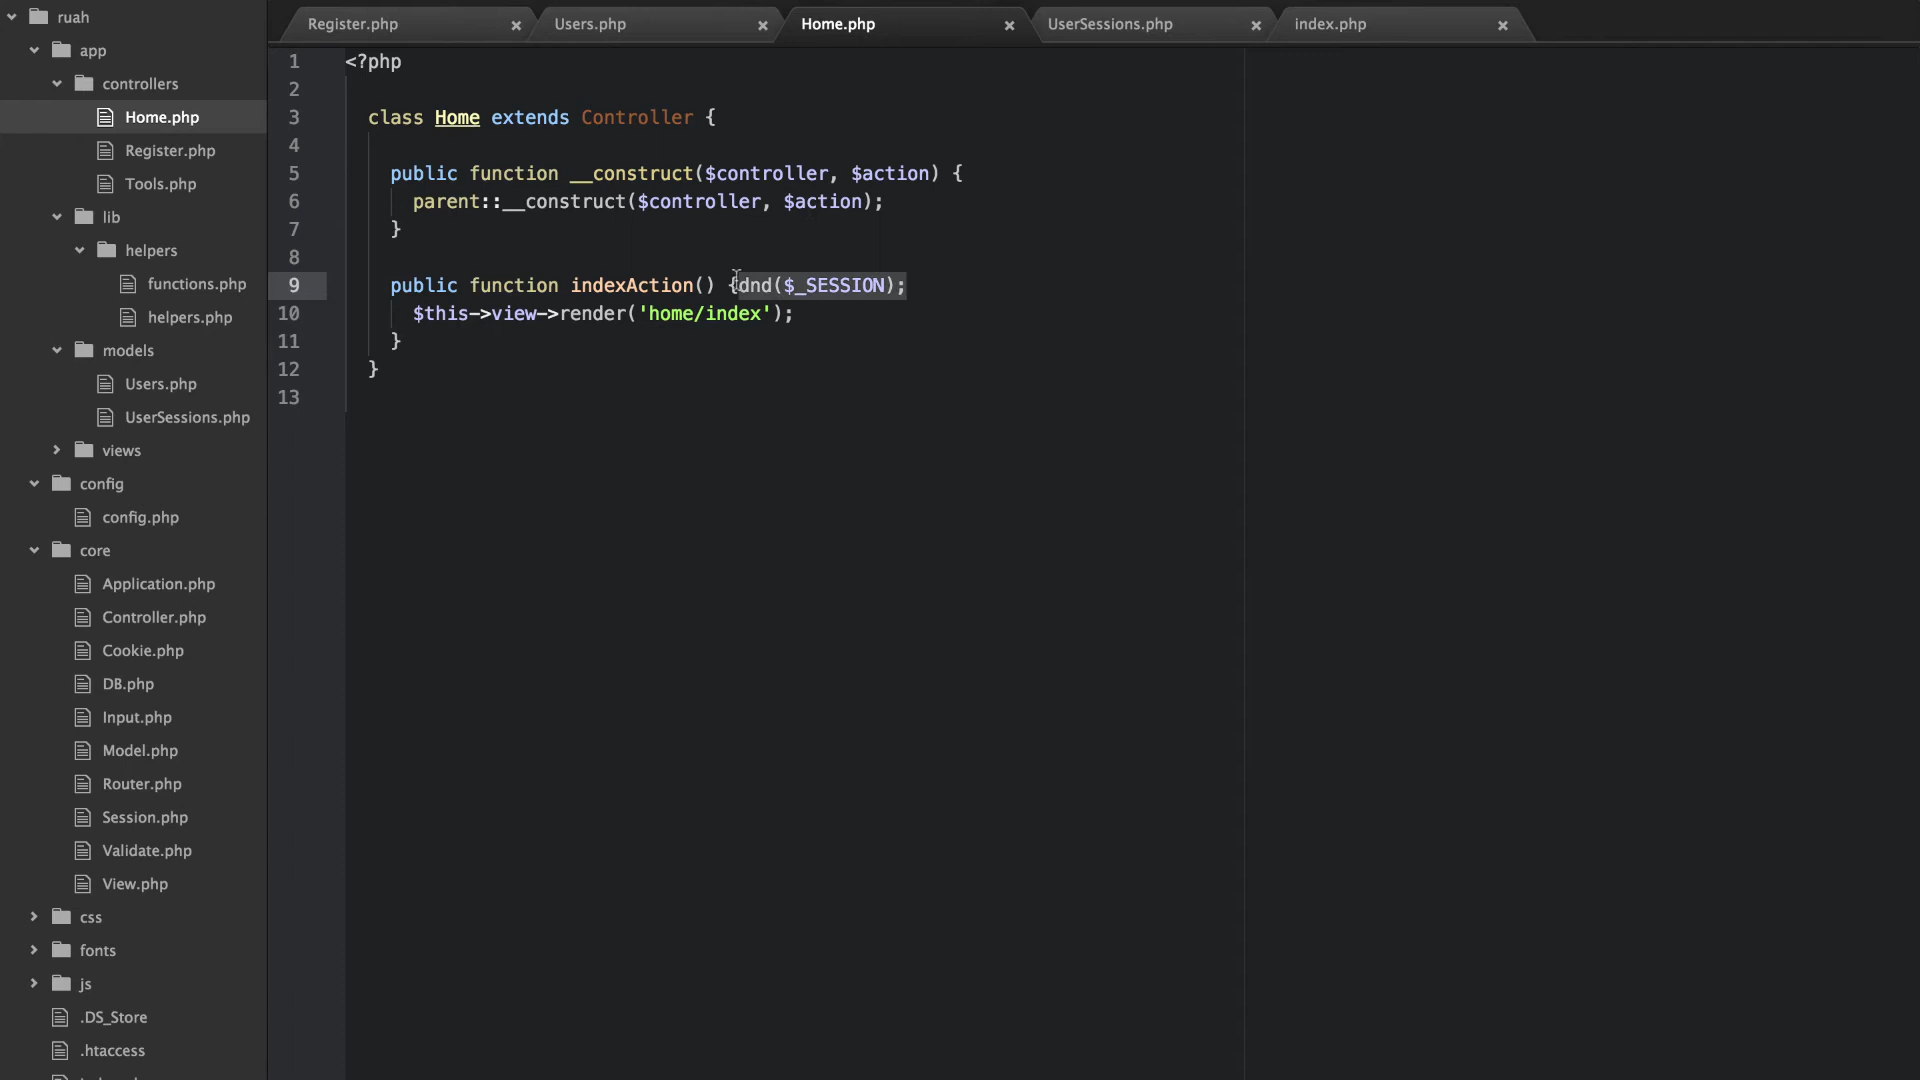 ruah
app
controllers
Home.php
Register.php
Tools.php
lib
helpers
functions.php
helpers.php
models
Users.php
UserSessions.php
views
config
config.php
core
Application.php
Controller.php
Cookie.php
DB.php
Input.php
Model.php
Router.php
Session.php
Validate.php
View.php
css
fonts
js
.DS_Store
.htaccess
Register.php × Users.php × Home.php × UserSessions.php × index.php ×
1 <?php
2
3 class Home extends Controller {
4
5 public function __construct($controller, $action) {
6 parent::__construct($controller, $action);
7 }
8
9 public function indexAction() {dnd($_SESSION);
10 $this->view->render('home/index');
11 }
12 }
13